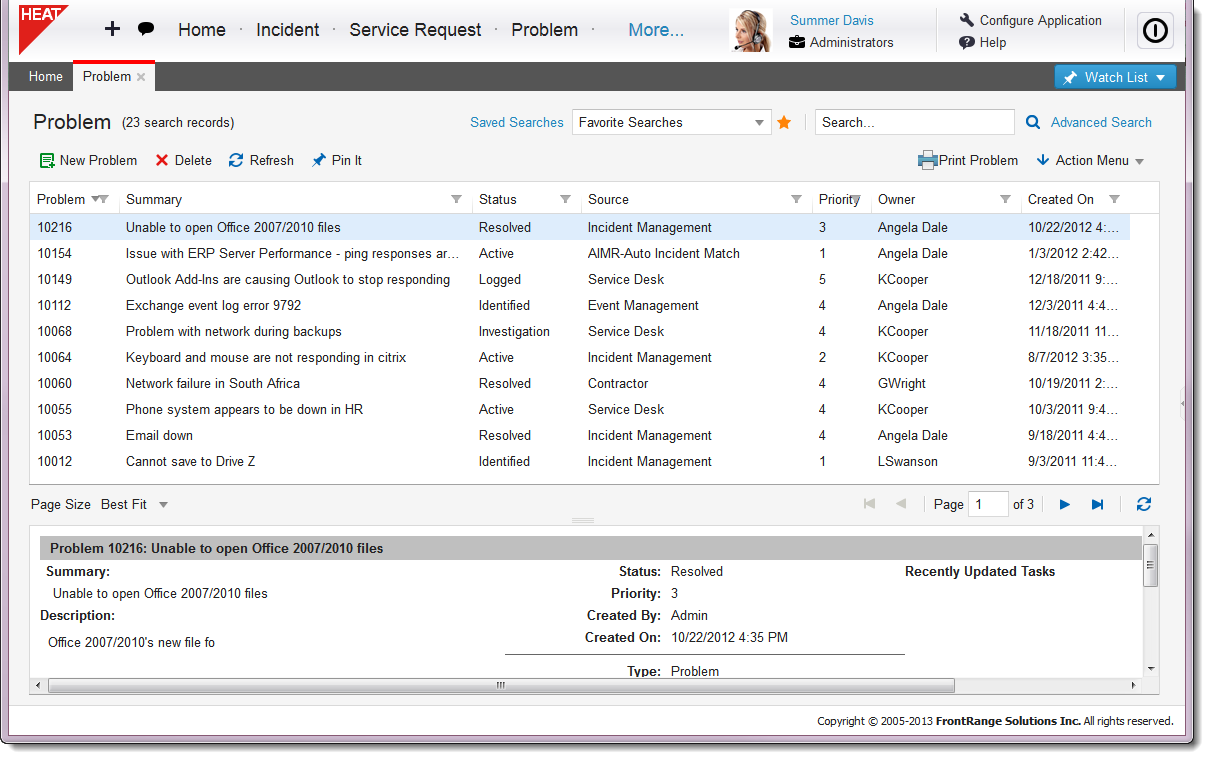 HEAT
Home · Incident · Service Request · Problem · More...
Summer Davis
Administrators
Configure Application
Help
Home Problem Watch List
Problem (23 search records) Saved Searches Favorite Searches Search... Advanced Search
New Problem Delete Refresh Pin It Print Problem Action Menu
Problem Summary Status Source Priority Owner Created On
10216 Unable to open Office 2007/2010 files Resolved Incident Management 3 Angela Dale 10/22/2012 4:...
10154 Issue with ERP Server Performance - ping responses ar... Active AIMR-Auto Incident Match 1 Angela Dale 1/3/2012 2:42...
10149 Outlook Add-Ins are causing Outlook to stop responding Logged Service Desk 5 KCooper 12/18/2011 9:...
10112 Exchange event log error 9792 Identified Event Management 4 Angela Dale 12/3/2011 4:4...
10068 Problem with network during backups Investigation Service Desk 4 KCooper 11/18/2011 11...
10064 Keyboard and mouse are not responding in citrix Active Incident Management 2 KCooper 8/7/2012 3:35...
10060 Network failure in South Africa Resolved Contractor 4 GWright 10/19/2011 2:...
10055 Phone system appears to be down in HR Active Service Desk 4 KCooper 10/3/2011 9:4...
10053 Email down Resolved Incident Management 4 Angela Dale 9/18/2011 4:4...
10012 Cannot save to Drive Z Identified Incident Management 1 LSwanson 9/3/2011 11:4...
Page Size Best Fit Page 1 of 3
Problem 10216: Unable to open Office 2007/2010 files
Summary: Status: Resolved Recently Updated Tasks
Unable to open Office 2007/2010 files Priority: 3
Description: Created By: Admin
Office 2007/2010's new file fo Created On: 10/22/2012 4:35 PM
Type: Problem
Copyright © 2005-2013 FrontRange Solutions Inc. All rights reserved.